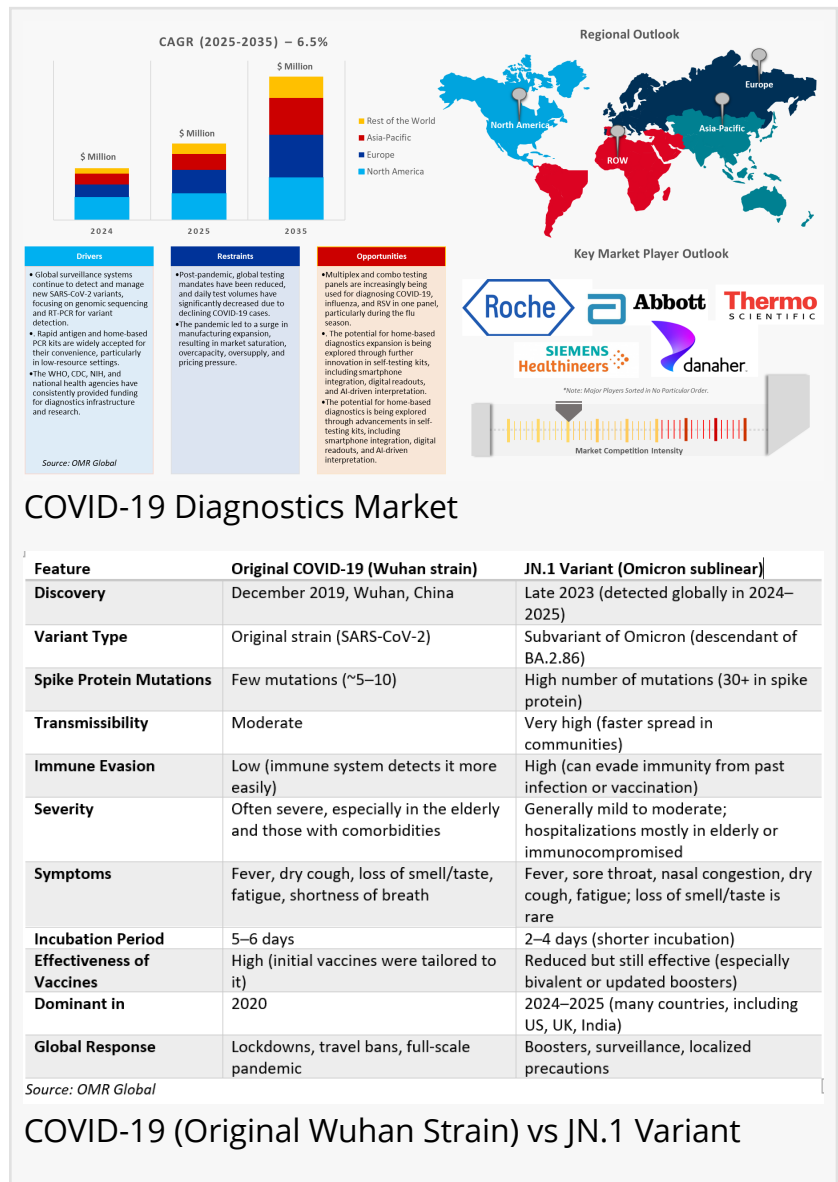 CAGR (2025-2035) – 6.5%
$ Million
$ Million
$ Million
2024
2025
2035
Rest of the World
Asia-Pacific
Europe
North America
Regional Outlook
North America
Europe
Asia-Pacific
ROW
Drivers
• Global surveillance systems
continue to detect and manage
new SARS-CoV-2 variants,
focusing on genomic sequencing
and RT-PCR for variant
detection.
• . Rapid antigen and home-based
PCR kits are widely accepted for
their convenience, particularly
in low-resource settings.
•The WHO, CDC, NIH, and
national health agencies have
consistently provided funding
for diagnostics infrastructure
and research.
Source: OMR Global
Restraints
•Post-pandemic, global testing
mandates have been reduced,
and daily test volumes have
significantly decreased due to
declining COVID-19 cases.
•The pandemic led to a surge in
manufacturing expansion,
resulting in market saturation,
overcapacity, oversupply, and
pricing pressure.
Opportunities
•Multiplex and combo testing
panels are increasingly being
used for diagnosing COVID-19,
influenza, and RSV in one panel,
particularly during the flu
season.
• . The potential for home-based
diagnostics expansion is being
explored through further
innovation in self-testing kits,
including smartphone
integration, digital readouts,
and AI-driven interpretation.
•The potential for home-based
diagnostics is being explored
through advancements in self-
testing kits, including
smartphone integration, digital
readouts, and AI-driven
interpretation.
Key Market Player Outlook
Roche
Abbott
Thermo
SCIENTIFIC
SIEMENS
Healthineers
danaher.
*Note: Major Players Sorted in No Particular Order.
Market Competition Intensity
COVID-19 Diagnostics Market
Feature Original COVID-19 (Wuhan strain) JN.1 Variant (Omicron sublinear)
Discovery December 2019, Wuhan, China Late 2023 (detected globally in 2024–
2025)
Variant Type Original strain (SARS-CoV-2) Subvariant of Omicron (descendant of
BA.2.86)
Spike Protein Mutations Few mutations (~5–10) High number of mutations (30+ in spike
protein)
Transmissibility Moderate Very high (faster spread in
communities)
Immune Evasion Low (immune system detects it more High (can evade immunity from past
easily) infection or vaccination)
Severity Often severe, especially in the elderly Generally mild to moderate;
and those with comorbidities hospitalizations mostly in elderly or
immunocompromised
Symptoms Fever, dry cough, loss of smell/taste, Fever, sore throat, nasal congestion, dry
fatigue, shortness of breath cough, fatigue; loss of smell/taste is
rare
Incubation Period 5–6 days 2–4 days (shorter incubation)
Effectiveness of High (initial vaccines were tailored to Reduced but still effective (especially
Vaccines it) bivalent or updated boosters)
Dominant in 2020 2024–2025 (many countries, including
US, UK, India)
Global Response Lockdowns, travel bans, full-scale Boosters, surveillance, localized
pandemic precautions
Source: OMR Global
COVID-19 (Original Wuhan Strain) vs JN.1 Variant